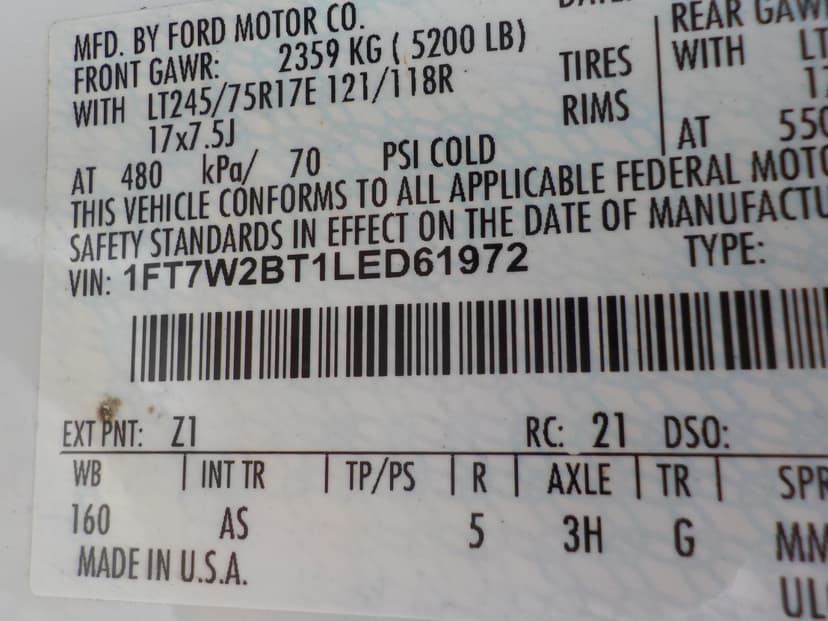 MFD. BY FORD MOTOR CO.
FRONT GAWR: 2359 KG ( 5200 LB)
WITH LT245/75R17E 121/118R TIRES
17x7.5J RIMS
AT 480 kPa/ 70 PSI COLD
REAR
WITH
AT
THIS VEHICLE CONFORMS TO ALL APPLICABLE FEDERAL
SAFETY STANDARDS IN EFFECT ON THE DATE OF
VIN: 1FT7W2BT1LED61972 TYPE:
EXT PNT: Z1 RC: 21 DSO:
WB INT TR TP/PS R AXLE TR
160 AS 5 3H G
MADE IN U.S.A.